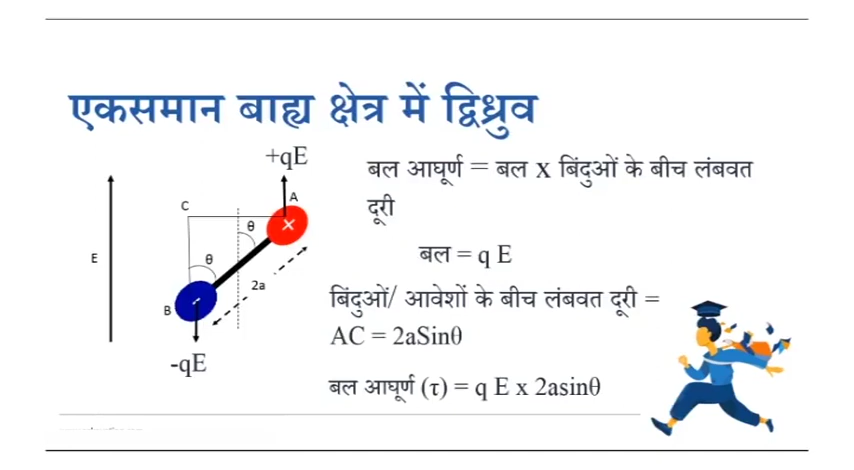 एकसमान बाह्य क्षेत्र में द्विध्रुव
+qE
A
C
θ
θ
E
2a
B
-qE
बल आघूर्ण = बल x बिंदुओं के बीच लंबवत
दूरी
बल = q E
बिंदुओं/ आवेशों के बीच लंबवत दूरी =
AC = 2aSinθ
बल आघूर्ण (τ) = q E x 2asinθ